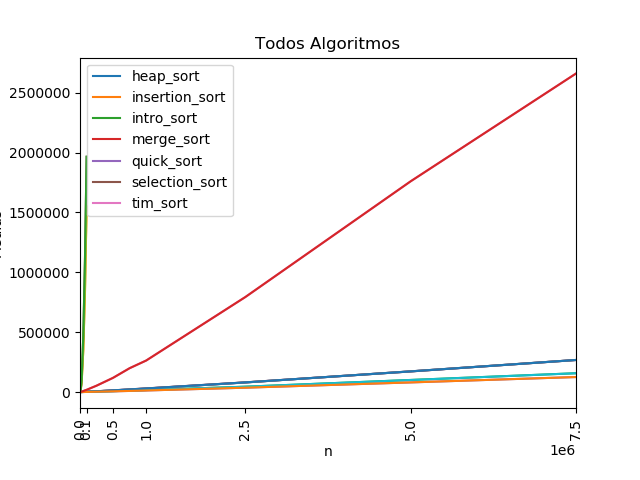 Todos Algoritmos
heap_sort
insertion_sort
intro_sort
merge_sort
quick_sort
selection_sort
tim_sort
2500000
2000000
1500000
1000000
500000
0
0.0
0.1
0.5
1.0
2.5
5.0
7.5
1e6
n